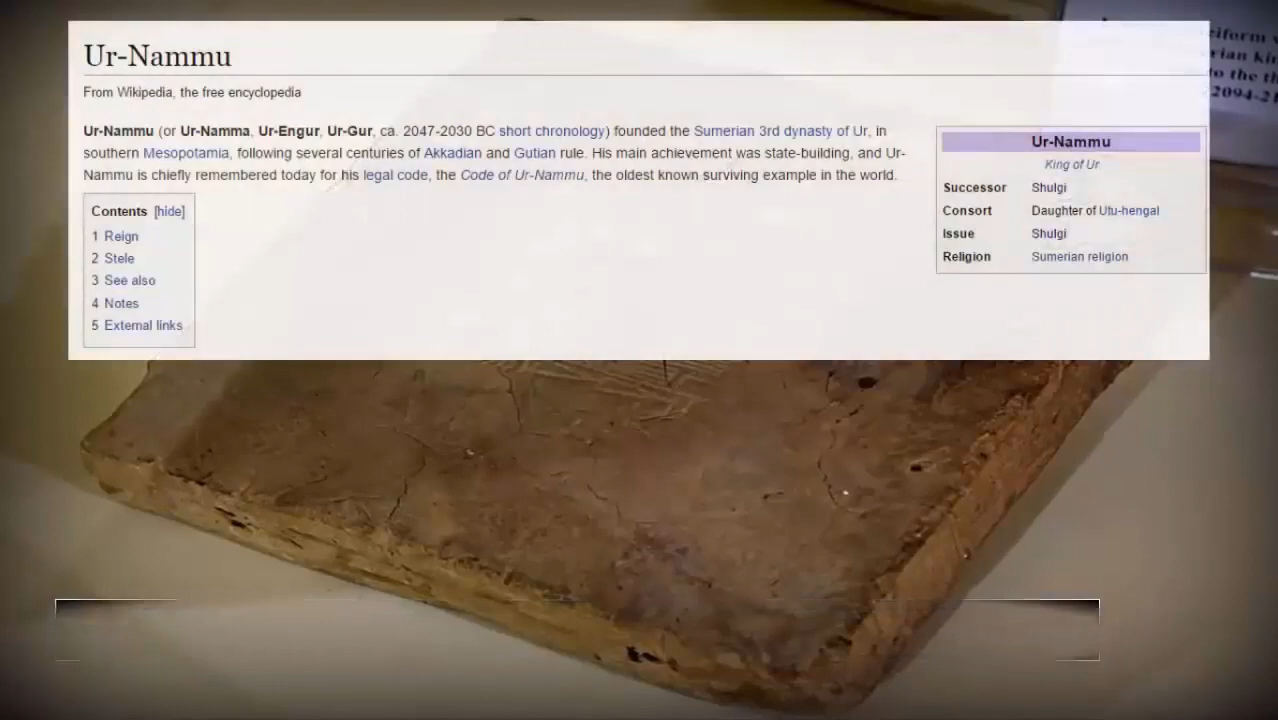 Ur-Nammu
From Wikipedia, the free encyclopedia
Ur-Nammu (or Ur-Namma, Ur-Engur, Ur-Gur, ca. 2047-2030 BC short chronology) founded the Sumerian 3rd dynasty of Ur, in
southern Mesopotamia, following several centuries of Akkadian and Gutian rule. His main achievement was state-building, and Ur-
Nammu is chiefly remembered today for his legal code, the Code of Ur-Nammu, the oldest known surviving example in the world.
Contents [hide]
1 Reign
2 Stele
3 See also
4 Notes
5 External links
Ur-Nammu
King of Ur
Successor Shulgi
Consort Daughter of Utu-hengal
Issue Shulgi
Religion Sumerian religion
to the